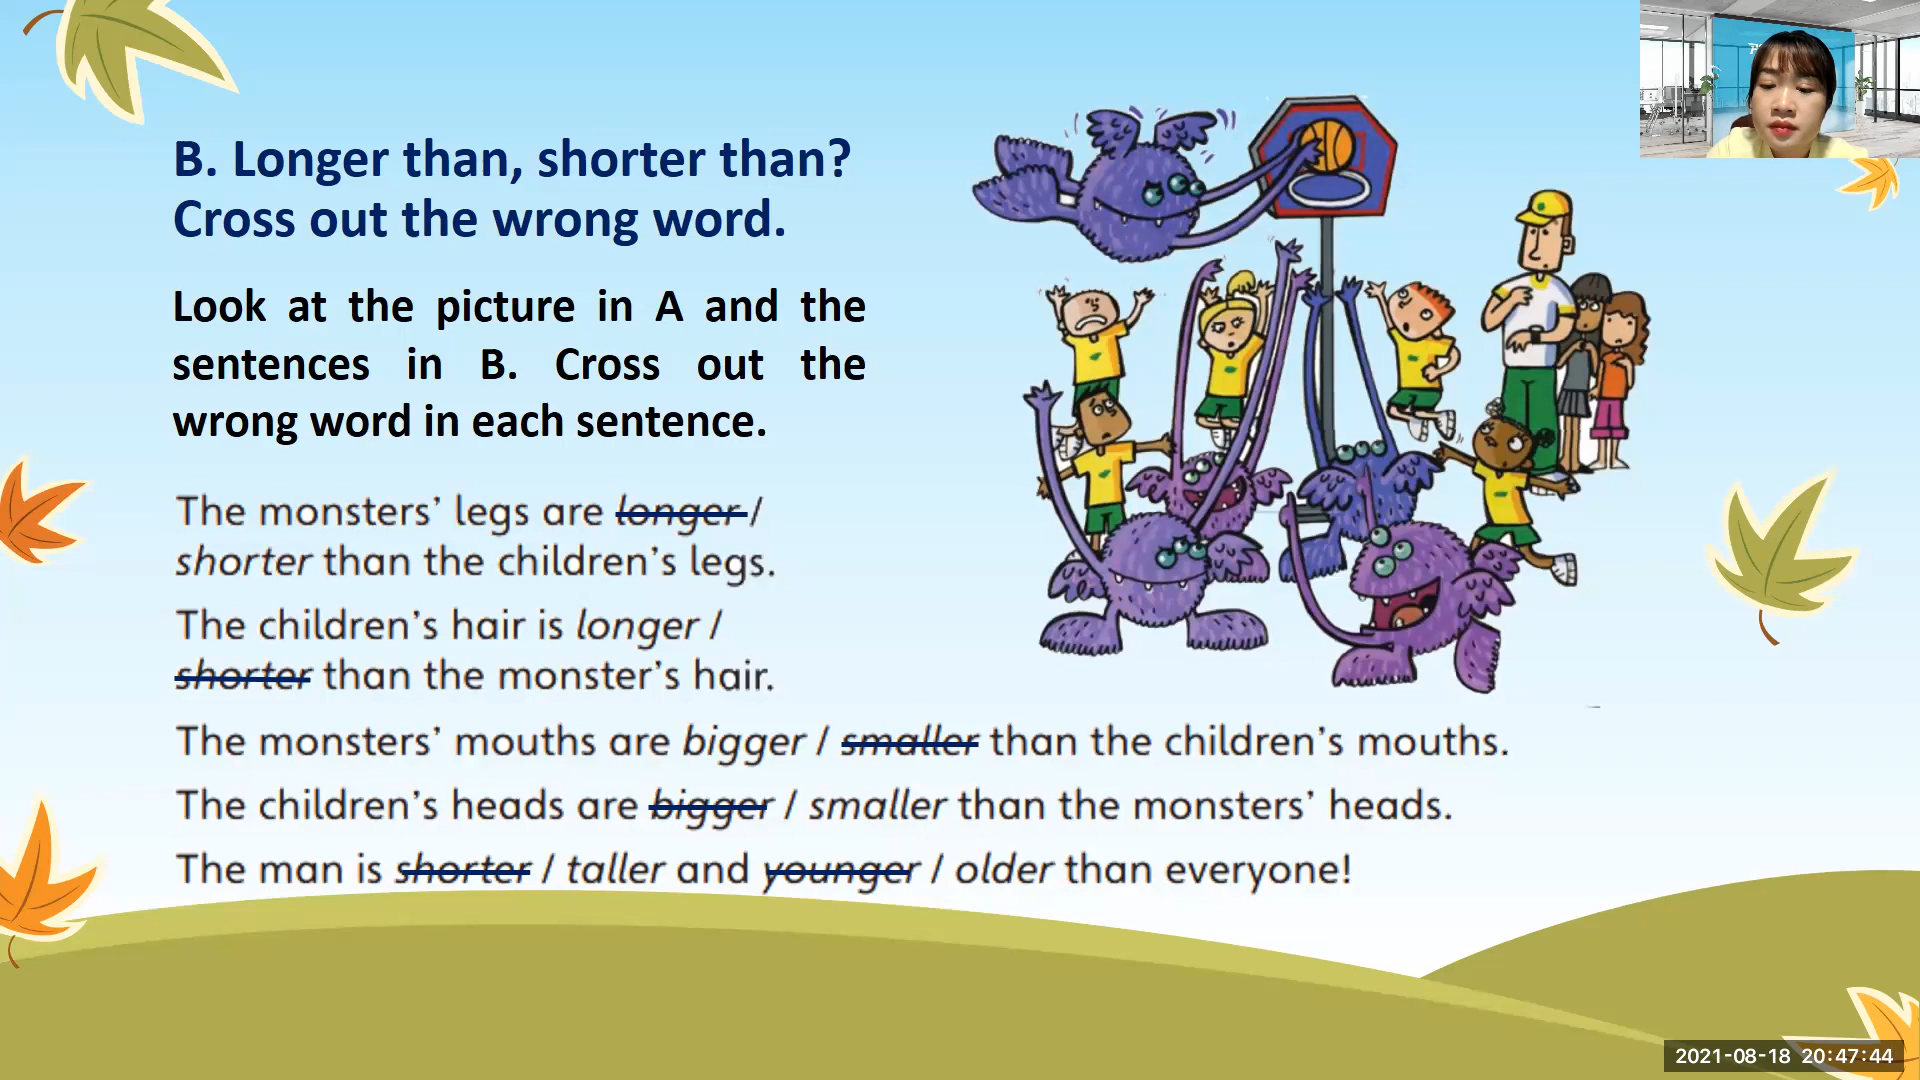 B. Longer than, shorter than?
Cross out the wrong word.
Look at the picture in A and the
sentences in B. Cross out the
wrong word in each sentence.
The monsters’ legs are longer /
shorter than the children’s legs.
The children’s hair is longer /
shorter than the monster’s hair.
The monsters’ mouths are bigger / smaller than the children’s mouths.
The children’s heads are bigger / smaller than the monsters’ heads.
The man is shorter / taller and younger / older than everyone!
2021-08-18 20:47:44